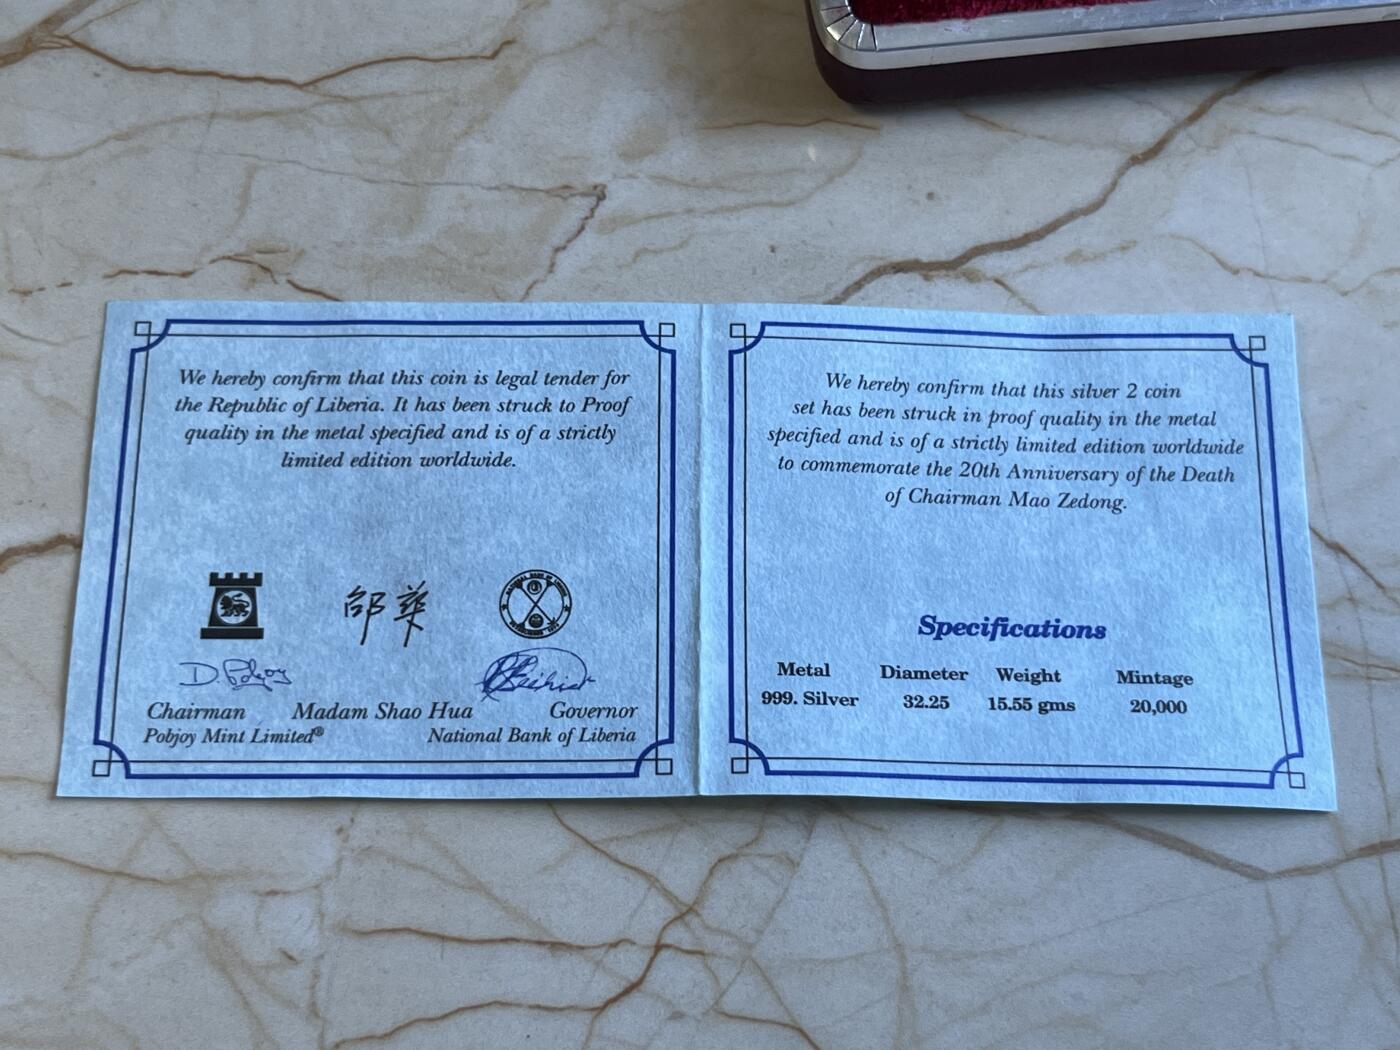 We hereby confirm that this coin is legal tender for
the Republic of Liberia. It has been struck to Proof
quality in the metal specified and is of a strictly
limited edition worldwide.
邵華
D. Pobjoy
Chairman Madam Shao Hua Governor
Pobjoy Mint Limited® National Bank of Liberia
We hereby confirm that this silver 2 coin
set has been struck in proof quality in the metal
specified and is of a strictly limited edition worldwide
to commemorate the 20th Anniversary of the Death
of Chairman Mao Zedong.
Specifications
Metal Diameter Weight Mintage
999. Silver 32.25 15.55 gms 20,000